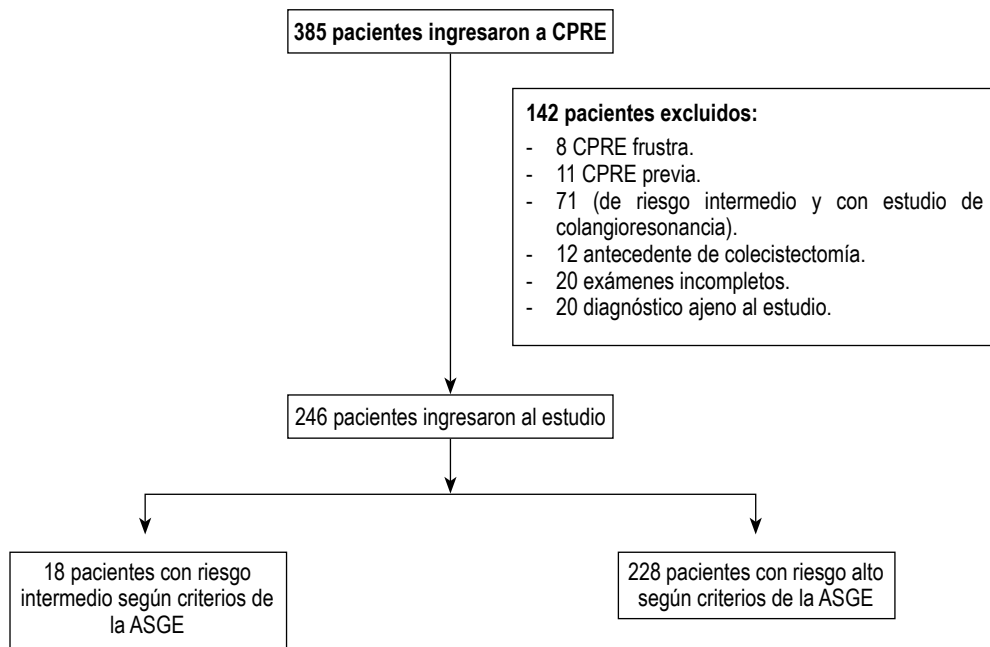 385 pacientes ingresaron a CPRE
142 pacientes excluidos:
- 8 CPRE frustra.
- 11 CPRE previa.
- 71 (de riesgo intermedio y con estudio de
colangioresonancia).
- 12 antecedente de colecistectomía.
- 20 exámenes incompletos.
- 20 diagnóstico ajeno al estudio.
246 pacientes ingresaron al estudio
18 pacientes con riesgo
intermedio según criterios de
la ASGE
228 pacientes con riesgo alto
según criterios de la ASGE